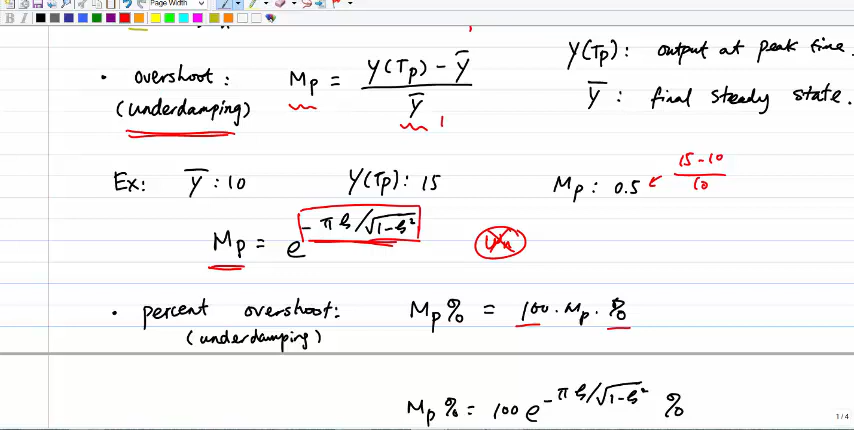 Page Width
B I U
• overshoot: Mp = (Y(Tp) - Ȳ) / Ȳ
(underdamping)
1
Y(Tp): output at peak time.
Ȳ: final steady state.
Ex: Ȳ: 10 Y(Tp): 15 Mp: 0.5 ← (15-10)/10
Mp = e^(-πζ/√(1-ζ²)) ωn
• percent overshoot: Mp% = 100·Mp·%
(underdamping)
Mp% = 100 e^(-πζ/√(1-ζ²)) %
1/4